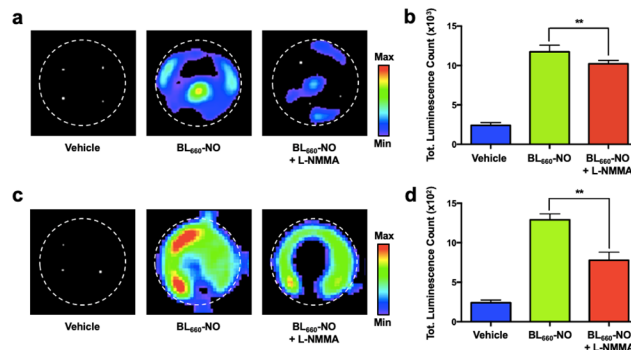 a
Max
Min
Vehicle
BL₆₆₀-NO
BL₆₆₀-NO
+ L-NMMA
b
Tot. Luminescence Count (x10³)
15
10
5
0
**
Vehicle
BL₆₆₀-NO
BL₆₆₀-NO
+ L-NMMA
c
Max
Min
Vehicle
BL₆₆₀-NO
BL₆₆₀-NO
+ L-NMMA
d
Tot. Luminescence Count (x10²)
15
10
5
0
**
Vehicle
BL₆₆₀-NO
BL₆₆₀-NO
+ L-NMMA